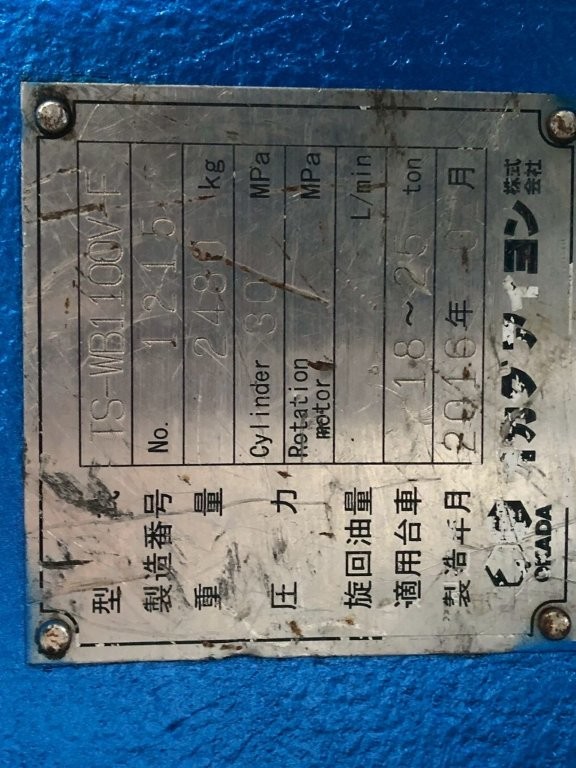 型式 TS-WB1100V-F
製造番号 No. 1215
重量 2480 kg
圧力 Cylinder 30 MPa
Rotation motor MPa
旋回油量 L/min
適用台車 18～25 ton
製造年月 2016年 月
オカダアイヨン 株式会社
OKADA